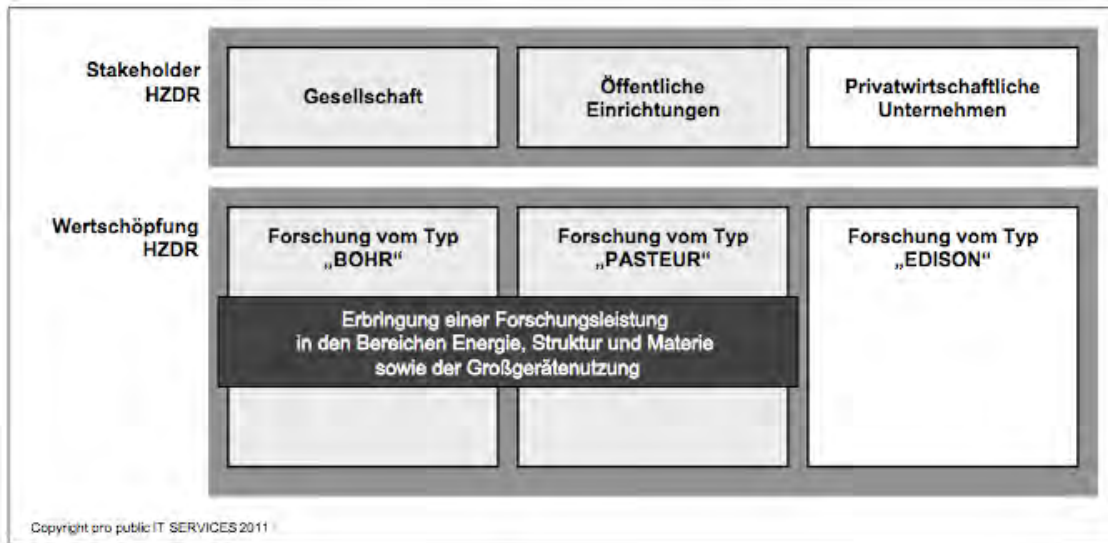 Stakeholder
HZDR
Gesellschaft
Öffentliche
Einrichtungen
Privatwirtschaftliche
Unternehmen
Wertschöpfung
HZDR
Forschung vom Typ
„BOHR“
Forschung vom Typ
„PASTEUR“
Forschung vom Typ
„EDISON“
Erbringung einer Forschungsleistung
in den Bereichen Energie, Struktur und Materie
sowie der Großgerätenutzung
Copyright pro public IT SERVICES 2011